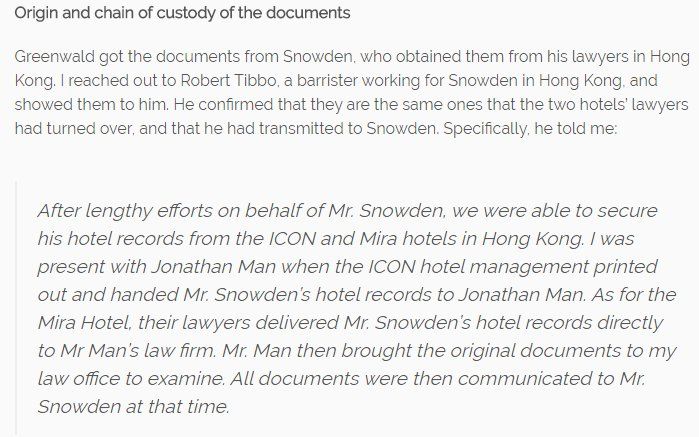 Origin and chain of custody of the documents
Greenwald got the documents from Snowden, who obtained them from his lawyers in Hong
Kong. I reached out to Robert Tibbo, a barrister working for Snowden in Hong Kong, and
showed them to him. He confirmed that they are the same ones that the two hotels' lawyers
had turned over, and that he had transmitted to Snowden. Specifically, he told me:
After lengthy efforts on behalf of Mr. Snowden, we were able to secure
his hotel records from the ICON and Mira hotels in Hong Kong. I was
present with Jonathan Man when the ICON hotel management printed
out and handed Mr. Snowden's hotel records to Jonathan Man. As for the
Mira Hotel, their lawyers delivered Mr. Snowden's hotel records directly
to Mr Man's law firm. Mr. Man then brought the original documents to my
law office to examine. All documents were then communicated to Mr.
Snowden at that time.